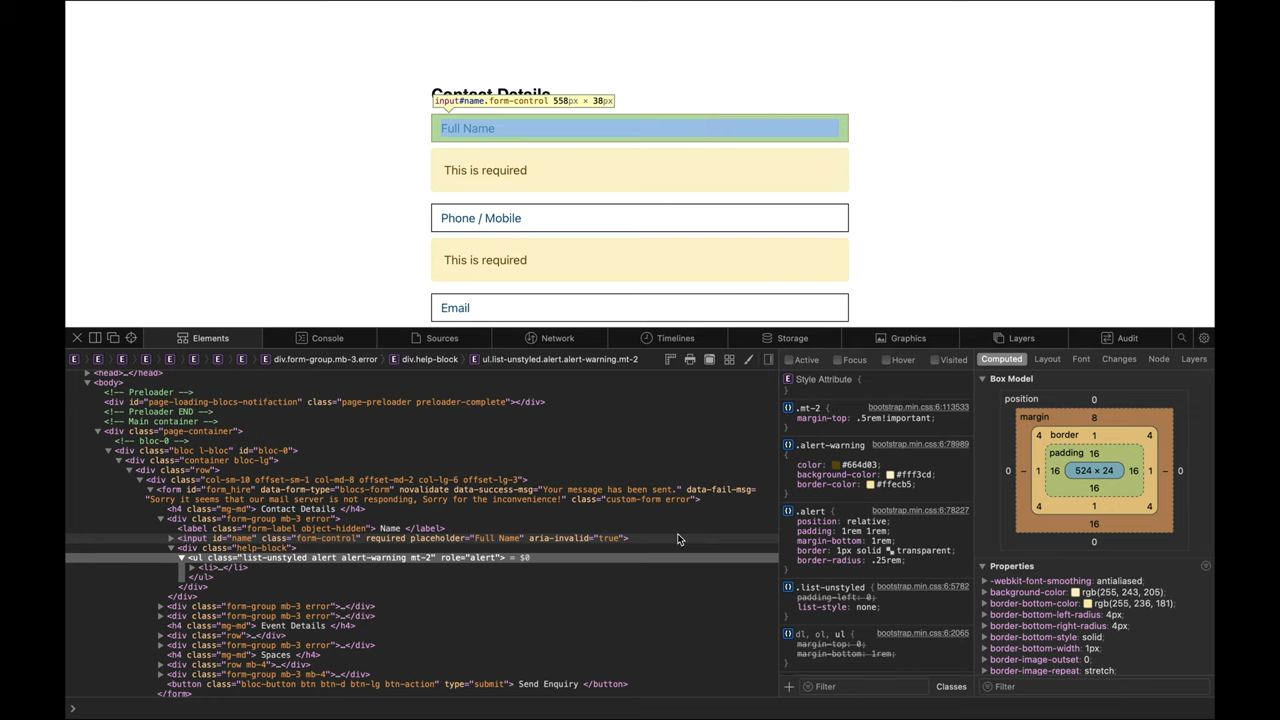 Contact Details
input#name.form-control 558px × 38px
Full Name
This is required
Phone / Mobile
This is required
Email
Elements
Console
Sources
Network
Timelines
Storage
Graphics
Layers
Audit
E E E E E E E E div.form-group.mb-3.error E div.help-block E ul.list-unstyled.alert.alert-warning.mt-2
<head>…</head>
<body>
<!-- Preloader -->
<div id="page-loading-blocs-notifaction" class="page-preloader preloader-complete"></div>
<!-- Preloader END -->
<!-- Main container -->
<div class="page-container">
<!-- bloc-0 -->
<div class="bloc l-bloc" id="bloc-0">
<div class="container bloc-lg">
<div class="row">
<div class="col-sm-10 offset-sm-1 col-md-8 offset-md-2 col-lg-6 offset-lg-3">
<form id="form_hire" data-form-type="blocs-form" novalidate data-success-msg="Your message has been sent." data-fail-msg=
"Sorry it seems that our mail server is not responding, Sorry for the inconvenience!" class="custom-form error">
<h4 class="mg-md"> Contact Details </h4>
<div class="form-group mb-3 error">
<label class="form-label object-hidden"> Name </label>
<input id="name" class="form-control" required placeholder="Full Name" aria-invalid="true">
<div class="help-block">
<ul class="list-unstyled alert alert-warning mt-2" role="alert"> = $0
<li>…</li>
</ul>
</div>
</div>
<div class="form-group mb-3 error">…</div>
<div class="form-group mb-3 error">…</div>
<h4 class="mg-md"> Event Details </h4>
<div class="row">…</div>
<div class="form-group mb-3 error">…</div>
<h4 class="mg-md"> Spaces </h4>
<div class="row mb-4">…</div>
<div class="form-group mb-3 mb-4">…</div>
<button class="bloc-button btn btn-d btn-lg btn-action" type="submit"> Send Enquiry </button>
</form>
Active Focus Hover Visited
E Style Attribute {
}
.mt-2 { bootstrap.min.css:6:113533
margin-top: .5rem!important;
}
.alert-warning bootstrap.min.css:6:78989
{
color: #664d03;
background-color: #fff3cd;
border-color: #ffecb5;
}
.alert { bootstrap.min.css:6:78227
position: relative;
padding: 1rem 1rem;
margin-bottom: 1rem;
border: 1px solid transparent;
border-radius: .25rem;
}
.list-unstyled { bootstrap.min.css:6:5782
padding-left: 0;
list-style: none;
}
dl, ol, ul { bootstrap.min.css:6:2065
margin-top: 0;
margin-bottom: 1rem;
}
Filter
Classes
Computed Layout Font Changes Node Layers
Box Model
position 0
margin 8
4 border 1 4
padding 16
0 – 1 16 524 × 24 16 1 – 0
16
4 1 4
16
0
Properties
-webkit-font-smoothing: antialiased;
background-color: rgb(255, 243, 205);
border-bottom-color: rgb(255, 236, 181);
border-bottom-left-radius: 4px;
border-bottom-right-radius: 4px;
border-bottom-style: solid;
border-bottom-width: 1px;
border-image-outset: 0;
border-image-repeat: stretch;
Filter